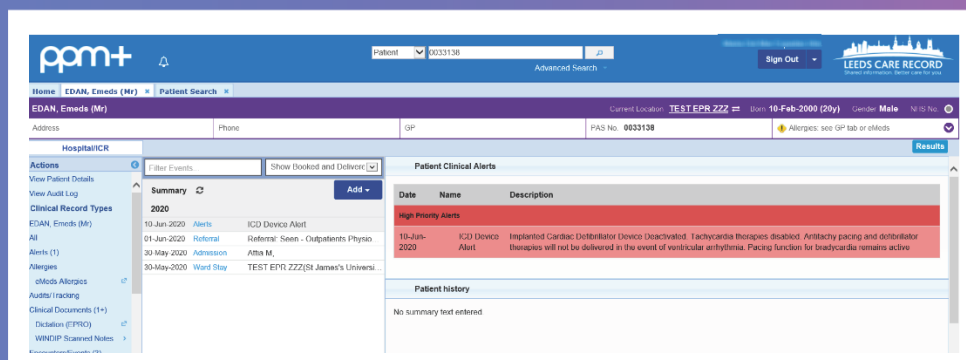 ppm+
Patient 0033138
Advanced Search
Sign Out
LEEDS CARE RECORD
Shared information. Better care for you
Home EDAN, Emeds (Mr) × Patient Search ×
EDAN, Emeds (Mr) Current Location TEST EPR ZZZ Born 10-Feb-2000 (20y) Gender Male NHS No.
Address Phone GP PAS No. 0033138 Allergies: see GP tab or eMeds
Hospital/ICR Results
Actions
View Patient Details
View Audit Log
Clinical Record Types
EDAN, Emeds (Mr)
All
Alerts (1)
Allergies
eMeds Allergies
Audits/Tracking
Clinical Documents (1+)
Dictation (EPRO)
WINDIP Scanned Notes
Encounters/Events (3)
Filter Events... Show Booked and Deliverc
Summary Add
2020
10-Jun-2020 Alerts ICD Device Alert
01-Jun-2020 Referral Referral: Seen - Outpatients Physio
30-May-2020 Admission Attia M,
30-May-2020 Ward Stay TEST EPR ZZZ(St James's Universi...
Patient Clinical Alerts
Date Name Description
High Priority Alerts
10-Jun-2020 ICD Device Alert Implanted Cardiac Defibrillator Device Deactivated. Tachycardia therapies disabled. Antitachy pacing and defibrillator
therapies will not be delivered in the event of ventricular arrhythmia. Pacing function for bradycardia remains active
Patient history
No summary text entered